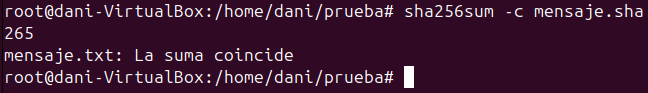 root@dani-VirtualBox:/home/dani/prueba# sha256sum -c mensaje.sha
265
mensaje.txt: La suma coincide
root@dani-VirtualBox:/home/dani/prueba#